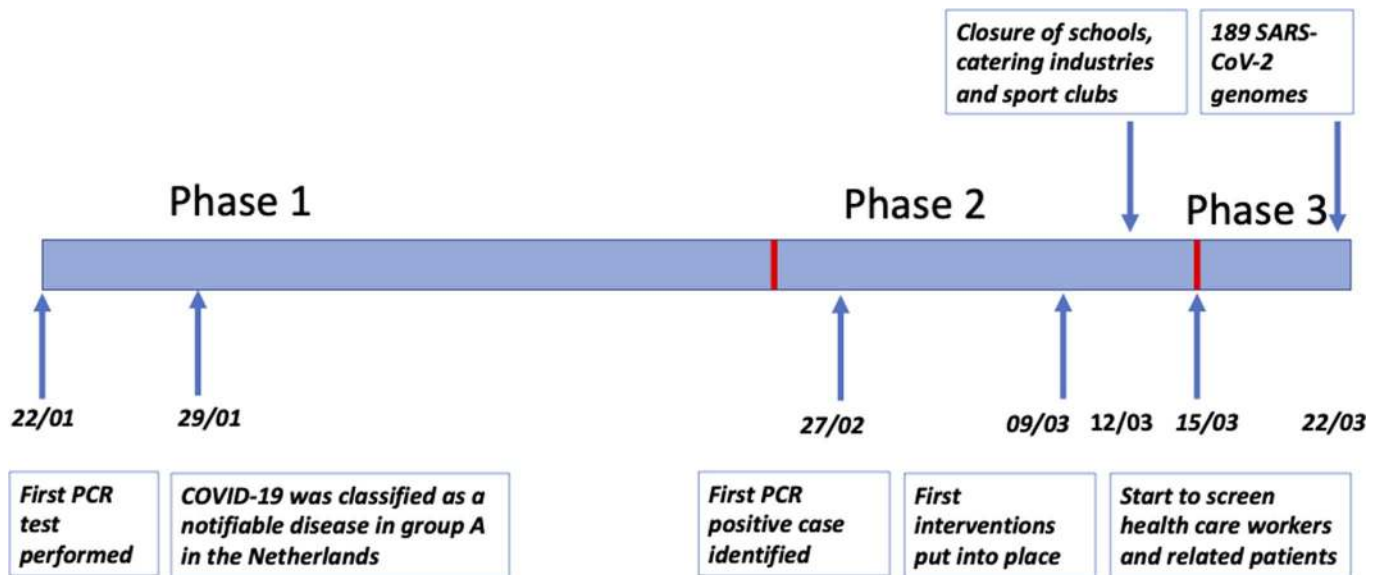 Closure of schools,
catering industries
and sport clubs
189 SARS-
CoV-2
genomes
Phase 1
Phase 2
Phase 3
22/01
29/01
27/02
09/03
12/03
15/03
22/03
First PCR
test
performed
COVID-19 was classified as a
notifiable disease in group A
in the Netherlands
First PCR
positive case
identified
First
interventions
put into place
Start to screen
health care workers
and related patients